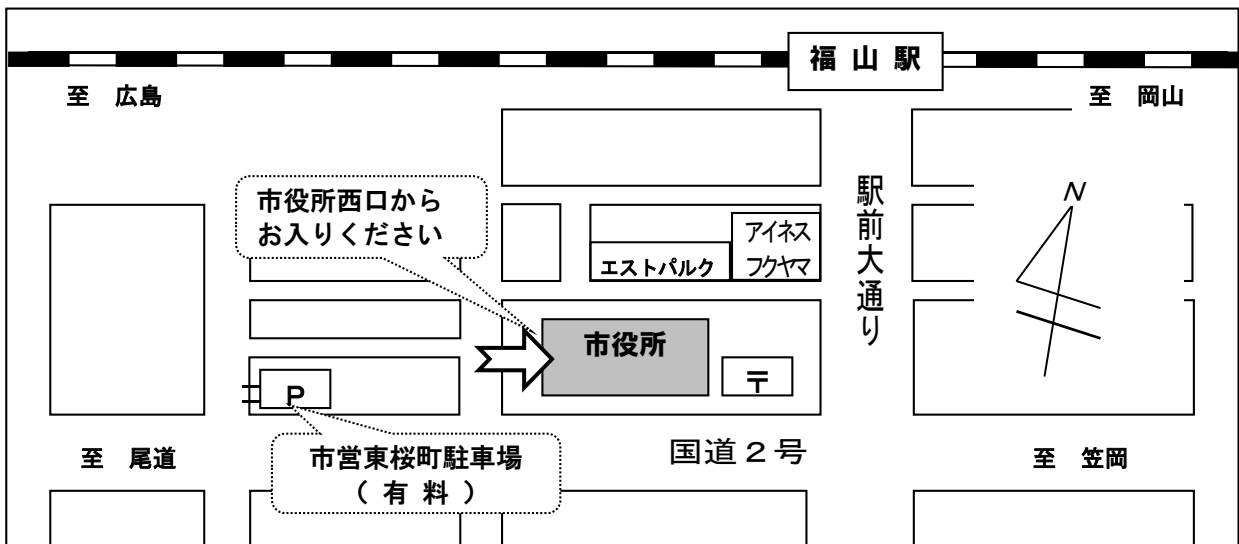 福山駅
至 広島
至 岡山
市役所西口から
お入りください
駅前大通り
N
アイネス
フクヤマ
エストパルク
市役所
〒
P
至 尾道
市営東桜町駐車場
(有料)
国道2号
至 笠岡